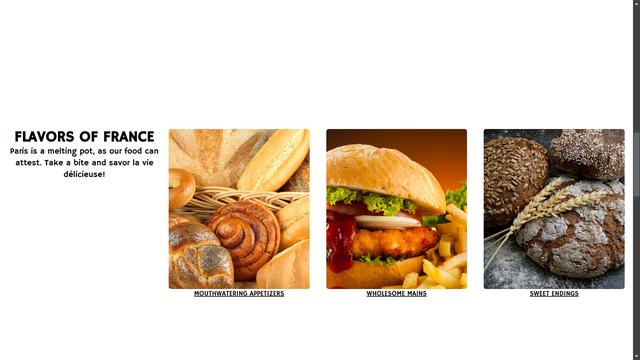 FLAVORS OF FRANCE
Paris is a melting pot, as our food can
attest. Take a bite and savor la vie
délicieuse!
MOUTHWATERING APPETIZERS
WHOLESOME MAINS
SWEET ENDINGS